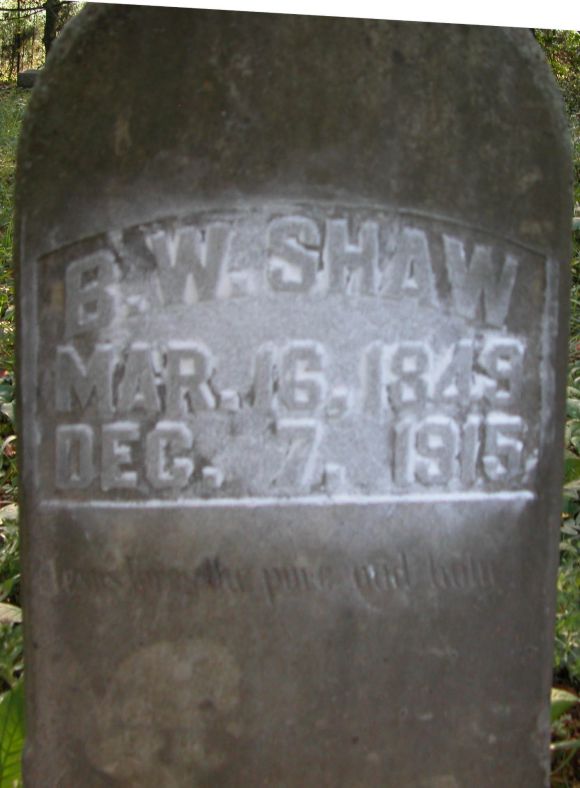 B. W. SHAW
MAR. 16, 1849
DEC. 7. 1915.
Jesus loves the pure and holy